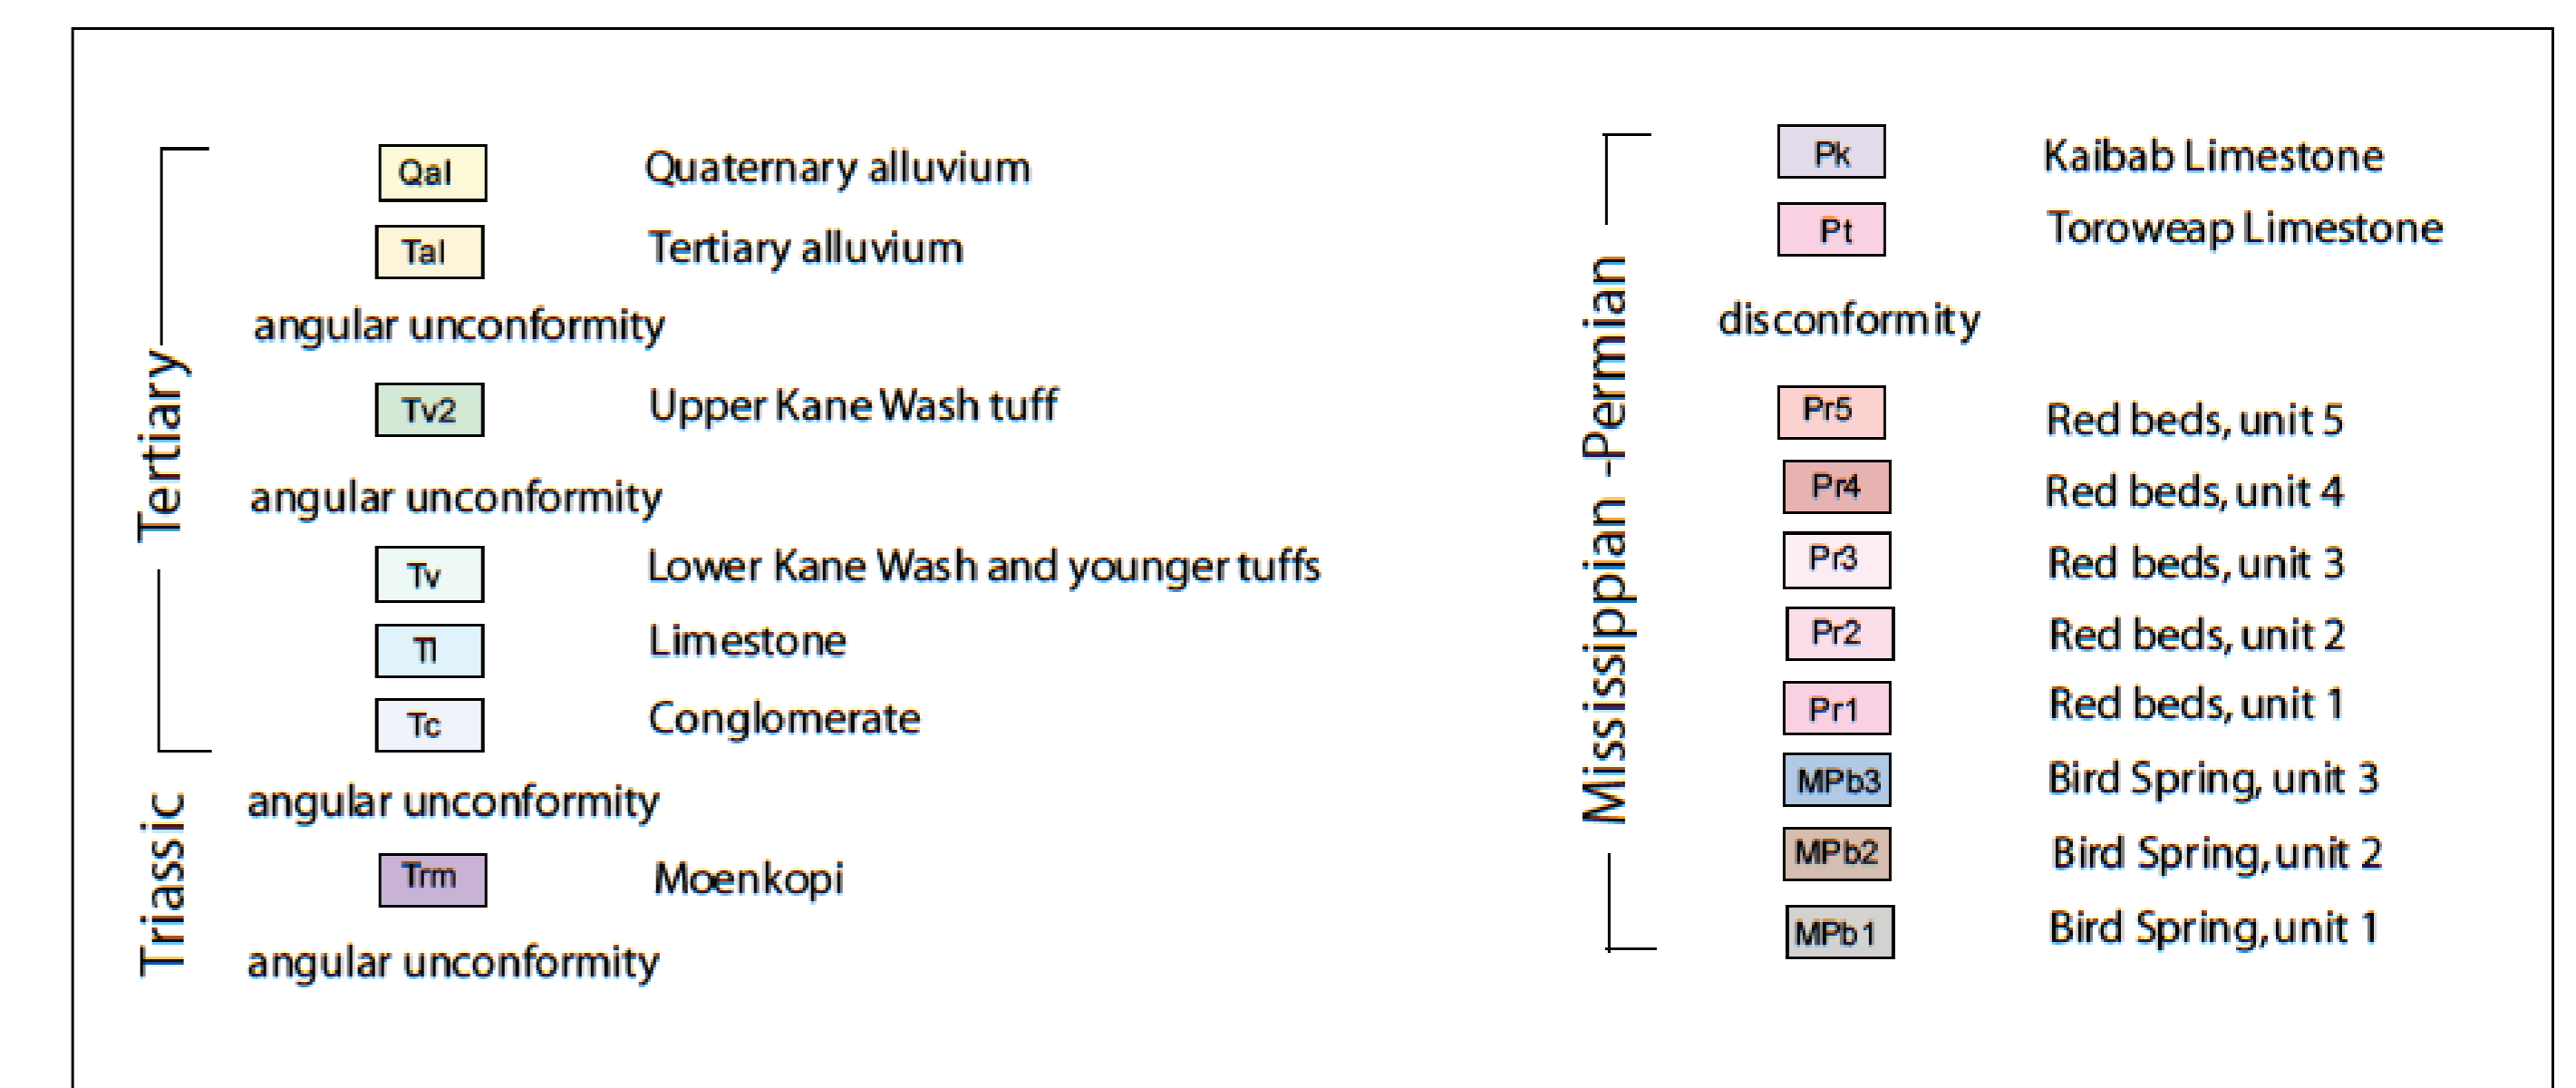 Tertiary
Qal Quaternary alluvium
Tal Tertiary alluvium
angular unconformity
Tv2 Upper Kane Wash tuff
angular unconformity
Tv Lower Kane Wash and younger tuffs
Tl Limestone
Tc Conglomerate
Triassic
angular unconformity
Trm Moenkopi
angular unconformity
Mississippian -Permian
Pk Kaibab Limestone
Pt Toroweap Limestone
disconformity
Pr5 Red beds, unit 5
Pr4 Red beds, unit 4
Pr3 Red beds, unit 3
Pr2 Red beds, unit 2
Pr1 Red beds, unit 1
MPb3 Bird Spring, unit 3
MPb2 Bird Spring, unit 2
MPb1 Bird Spring, unit 1